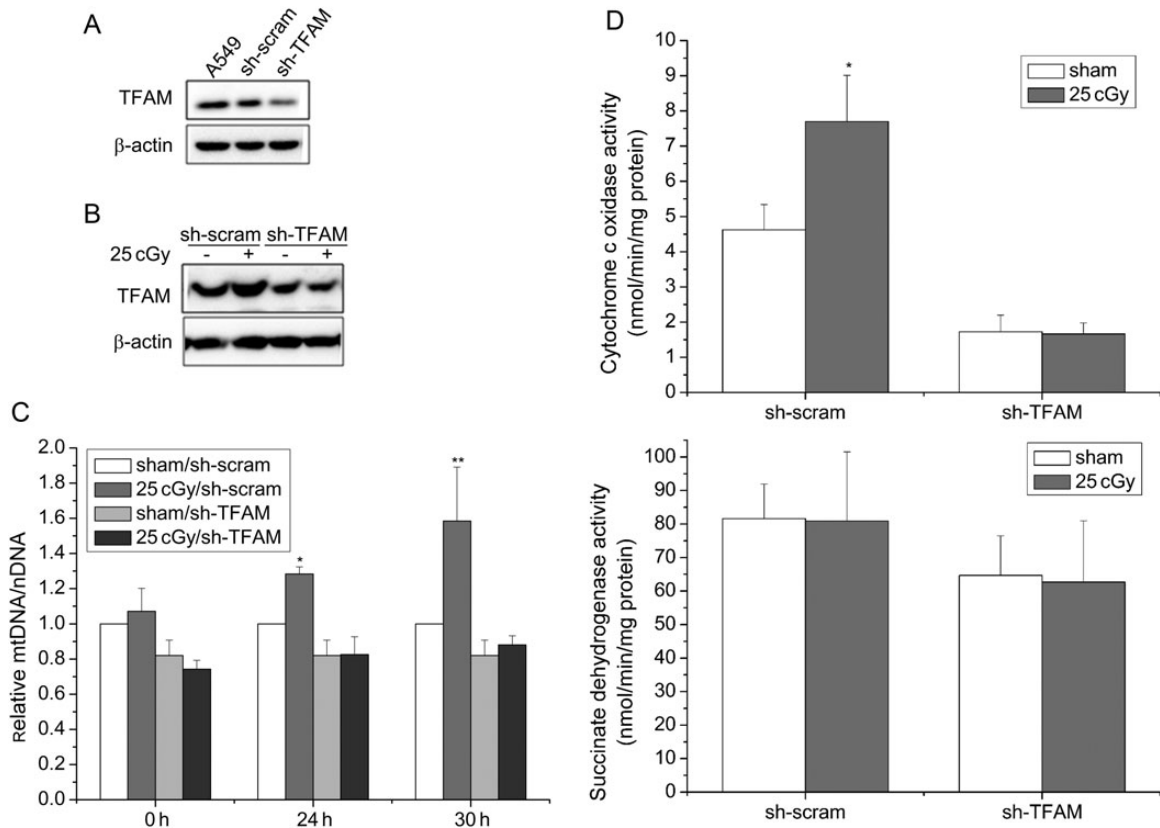 A
A549
sh-scram
sh-TFAM
TFAM
β-actin
B
sh-scram sh-TFAM
25 cGy - + - +
TFAM
β-actin
C
Relative mtDNA/nDNA
2.0
1.8
1.6
1.4
1.2
1.0
0.8
0.6
0.4
0.2
0.0
sham/sh-scram
25 cGy/sh-scram
sham/sh-TFAM
25 cGy/sh-TFAM
*
**
0 h 24 h 30 h
D
Cytochrome c oxidase activity
(nmol/min/mg protein)
10
9
8
7
6
5
4
3
2
1
0
*
sham
25 cGy
sh-scram sh-TFAM
Succinate dehydrogenase activity
(nmol/min/mg protein)
100
90
80
70
60
50
40
30
20
10
0
sham
25 cGy
sh-scram sh-TFAM